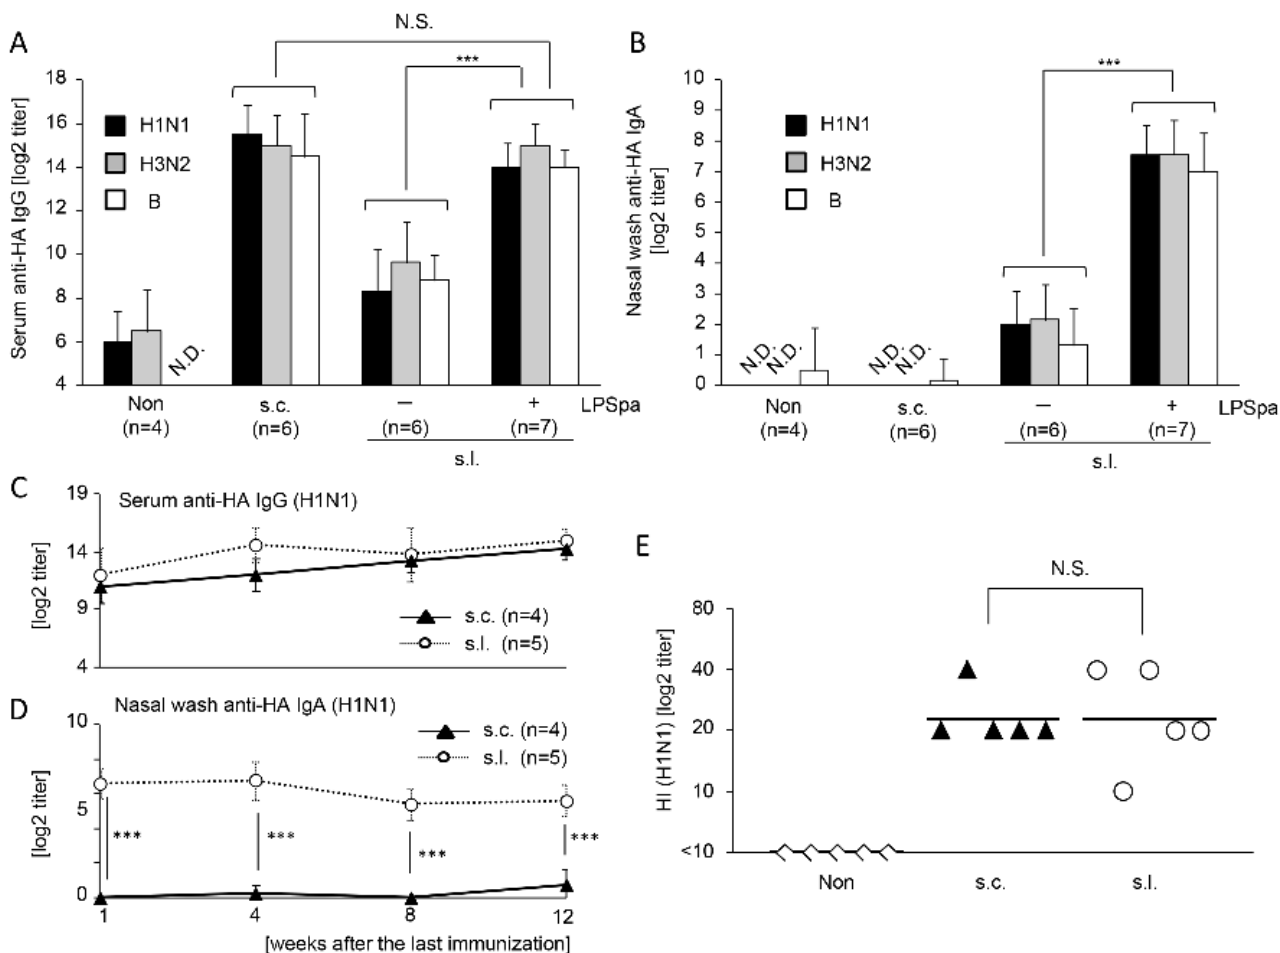 A
N.S.
***
Serum anti-HA IgG [log2 titer]
18
16
14
12
10
8
6
4
H1N1
H3N2
B
N.D.
Non
(n=4)
s.c.
(n=6)
—
(n=6)
+
(n=7)
LPSpa
s.l.
B
***
Nasal wash anti-HA IgA
[log2 titer]
10
9
8
7
6
5
4
3
2
1
0
H1N1
H3N2
B
N.D.
N.D.
N.D.
N.D.
Non
(n=4)
s.c.
(n=6)
—
(n=6)
+
(n=7)
LPSpa
s.l.
C
Serum anti-HA IgG (H1N1)
[log2 titer]
19
14
9
4
s.c. (n=4)
s.l. (n=5)
D
Nasal wash anti-HA IgA (H1N1)
[log2 titer]
10
5
0
s.c. (n=4)
s.l. (n=5)
***
***
***
***
1
4
8
12
[weeks after the last immunization]
E
N.S.
HI (H1N1) [log2 titer]
80
40
20
10
<10
Non
s.c.
s.l.